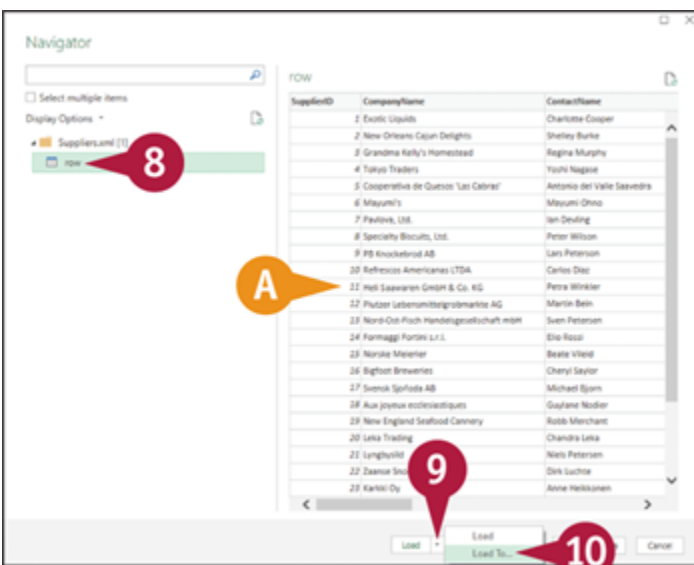 Navigator
Select multiple items
Display Options
Suppliers.xml [1]
row
8
row
SupplierID CompanyName ContactName
1 Exotic Liquids Charlotte Cooper
2 New Orleans Cajun Delights Shelley Burke
3 Grandma Kelly's Homestead Regina Murphy
4 Tokyo Traders Yoshi Nagase
5 Cooperativa de Quesos 'Las Cabras' Antonio del Valle Saavedra
6 Mayumi's Mayumi Ohno
7 Pavlova, Ltd. Ian Devling
8 Specialty Biscuits, Ltd. Peter Wilson
9 PB Knockebrod AB Lars Peterson
10 Refrescos Americanas LTDA Carlos Diaz
A
11 Heli Saawaren GmbH & Co. KG Petra Winkler
12 Plutzer Lebensmittelgrobmarkte AG Martin Bein
13 Nord-Ost-Fisch Handelsgesellschaft mbH Sven Petersen
14 Formaggi Fortini s.r.l. Elio Rossi
15 Norske Meierier Beate Vileid
16 Bigfoot Breweries Cheryl Saylor
17 Svensk Sjofoda AB Michael Bjorn
18 Aux joyeux ecclesiastiques Guylane Nodier
19 New England Seafood Cannery Robb Merchant
20 Leka Trading Chandra Leka
21 Lyngbysild Niels Petersen
22 Zaanse Dirk Luchte
23 Karkki Oy Anne Heikkonen
9
Load
Load
Load To...
10
Cancel